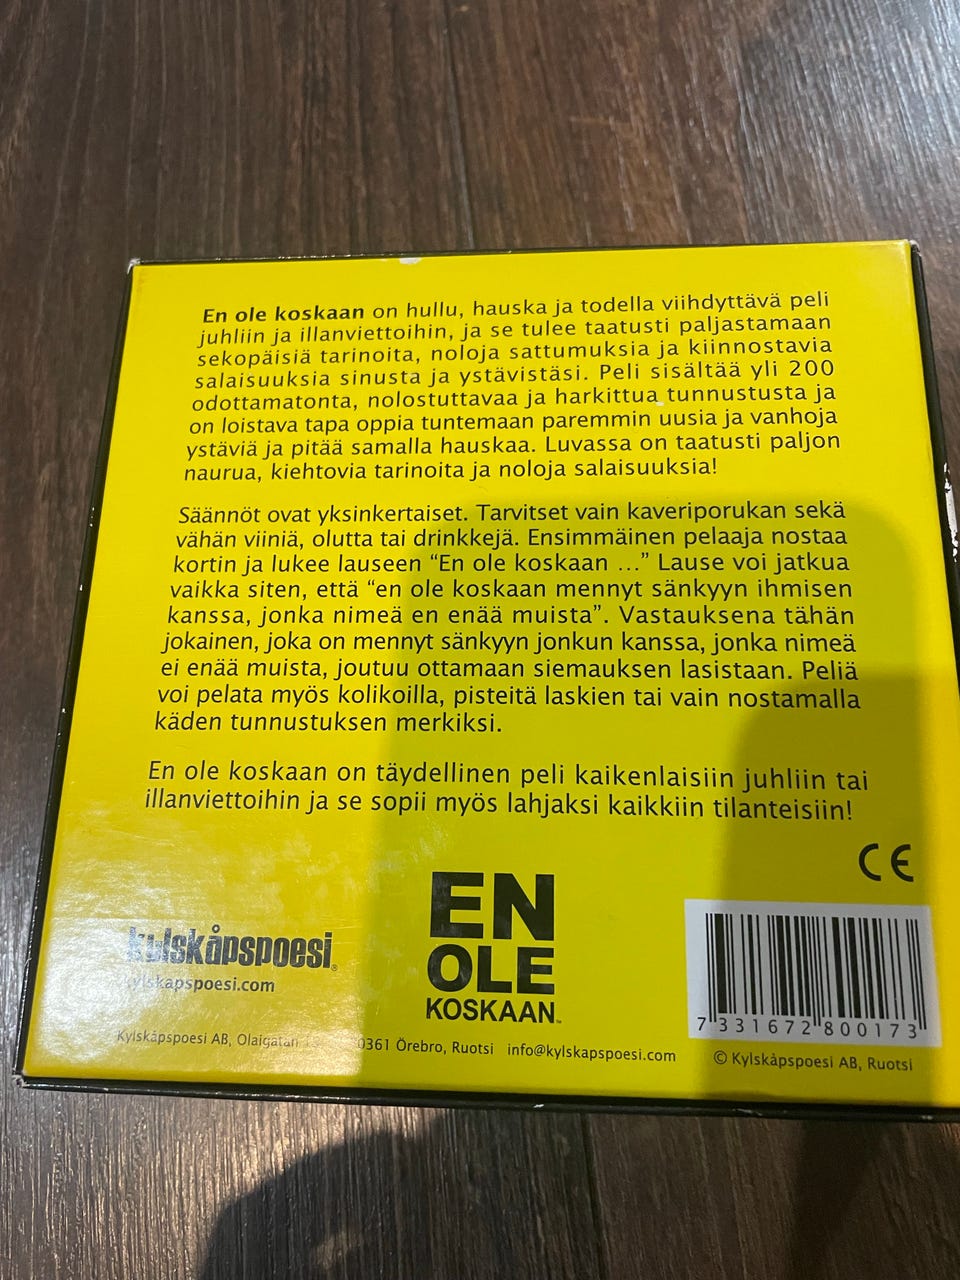 En ole koskaan on hullu, hauska ja todella viihdyttävä peli
juhliin ja illanviettoihin, ja se tulee taatusti paljastamaan
sekopäisiä tarinoita, noloja sattumuksia ja kiinnostavia
salaisuuksia sinusta ja ystävistäsi. Peli sisältää yli 200
odottamatonta, nolostuttavaa ja harkittua tunnustusta ja
on loistava tapa oppia tuntemaan paremmin uusia ja vanhoja
ystäviä ja pitää samalla hauskaa. Luvassa on taatusti paljon
naurua, kiehtovia tarinoita ja noloja salaisuuksia!
Säännöt ovat yksinkertaiset. Tarvitset vain kaveriporukan sekä
vähän viiniä, olutta tai drinkkejä. Ensimmäinen pelaaja nostaa
kortin ja lukee lauseen “En ole koskaan ...” Lause voi jatkua
vaikka siten, että “en ole koskaan mennyt sänkyyn ihmisen
kanssa, jonka nimeä en enää muista”. Vastauksena tähän
jokainen, joka on mennyt sänkyyn jonkun kanssa, jonka nimeä
ei enää muista, joutuu ottamaan siemauksen lasistaan. Peliä
voi pelata myös kolikoilla, pisteitä laskien tai vain nostamalla
käden tunnustuksen merkiksi.
En ole koskaan on täydellinen peli kaikenlaisiin juhliin tai
illanviettoihin ja se sopii myös lahjaksi kaikkiin tilanteisiin!
CE
kylskåpspoesi®
kylskapspoesi.com
EN
OLE
KOSKAAN™
7 331672 800173
Kylskåpspoesi AB, Olaigatan 0361 Örebro, Ruotsi info@kylskapspoesi.com
© Kylskåpspoesi AB, Ruotsi